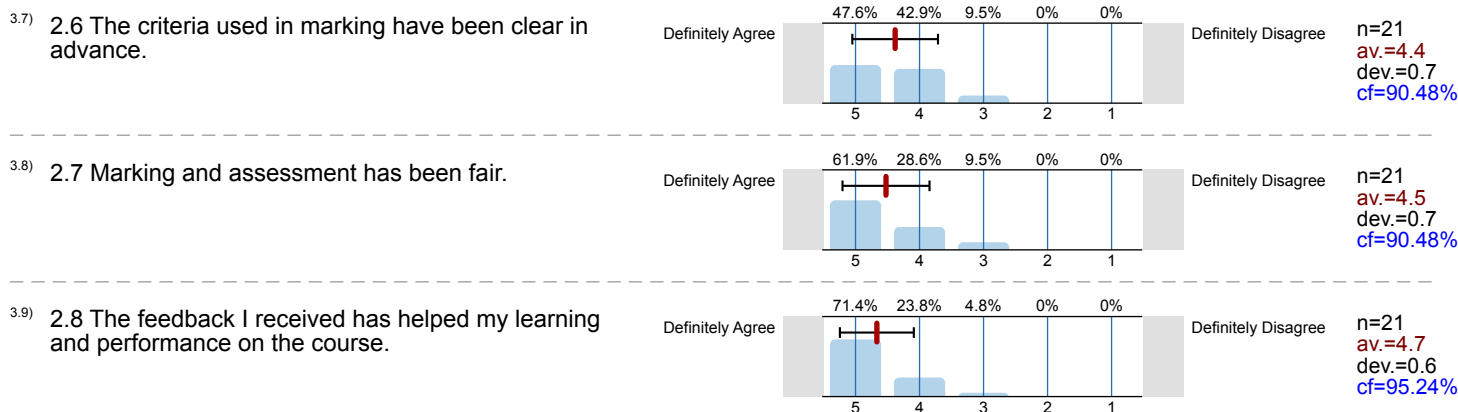 3.7) 2.6 The criteria used in marking have been clear in
advance.
Definitely Agree
47.6% 42.9% 9.5% 0% 0%
5 4 3 2 1
Definitely Disagree
n=21
av.=4.4
dev.=0.7
cf=90.48%
3.8) 2.7 Marking and assessment has been fair.
Definitely Agree
61.9% 28.6% 9.5% 0% 0%
5 4 3 2 1
Definitely Disagree
n=21
av.=4.5
dev.=0.7
cf=90.48%
3.9) 2.8 The feedback I received has helped my learning
and performance on the course.
Definitely Agree
71.4% 23.8% 4.8% 0% 0%
5 4 3 2 1
Definitely Disagree
n=21
av.=4.7
dev.=0.6
cf=95.24%